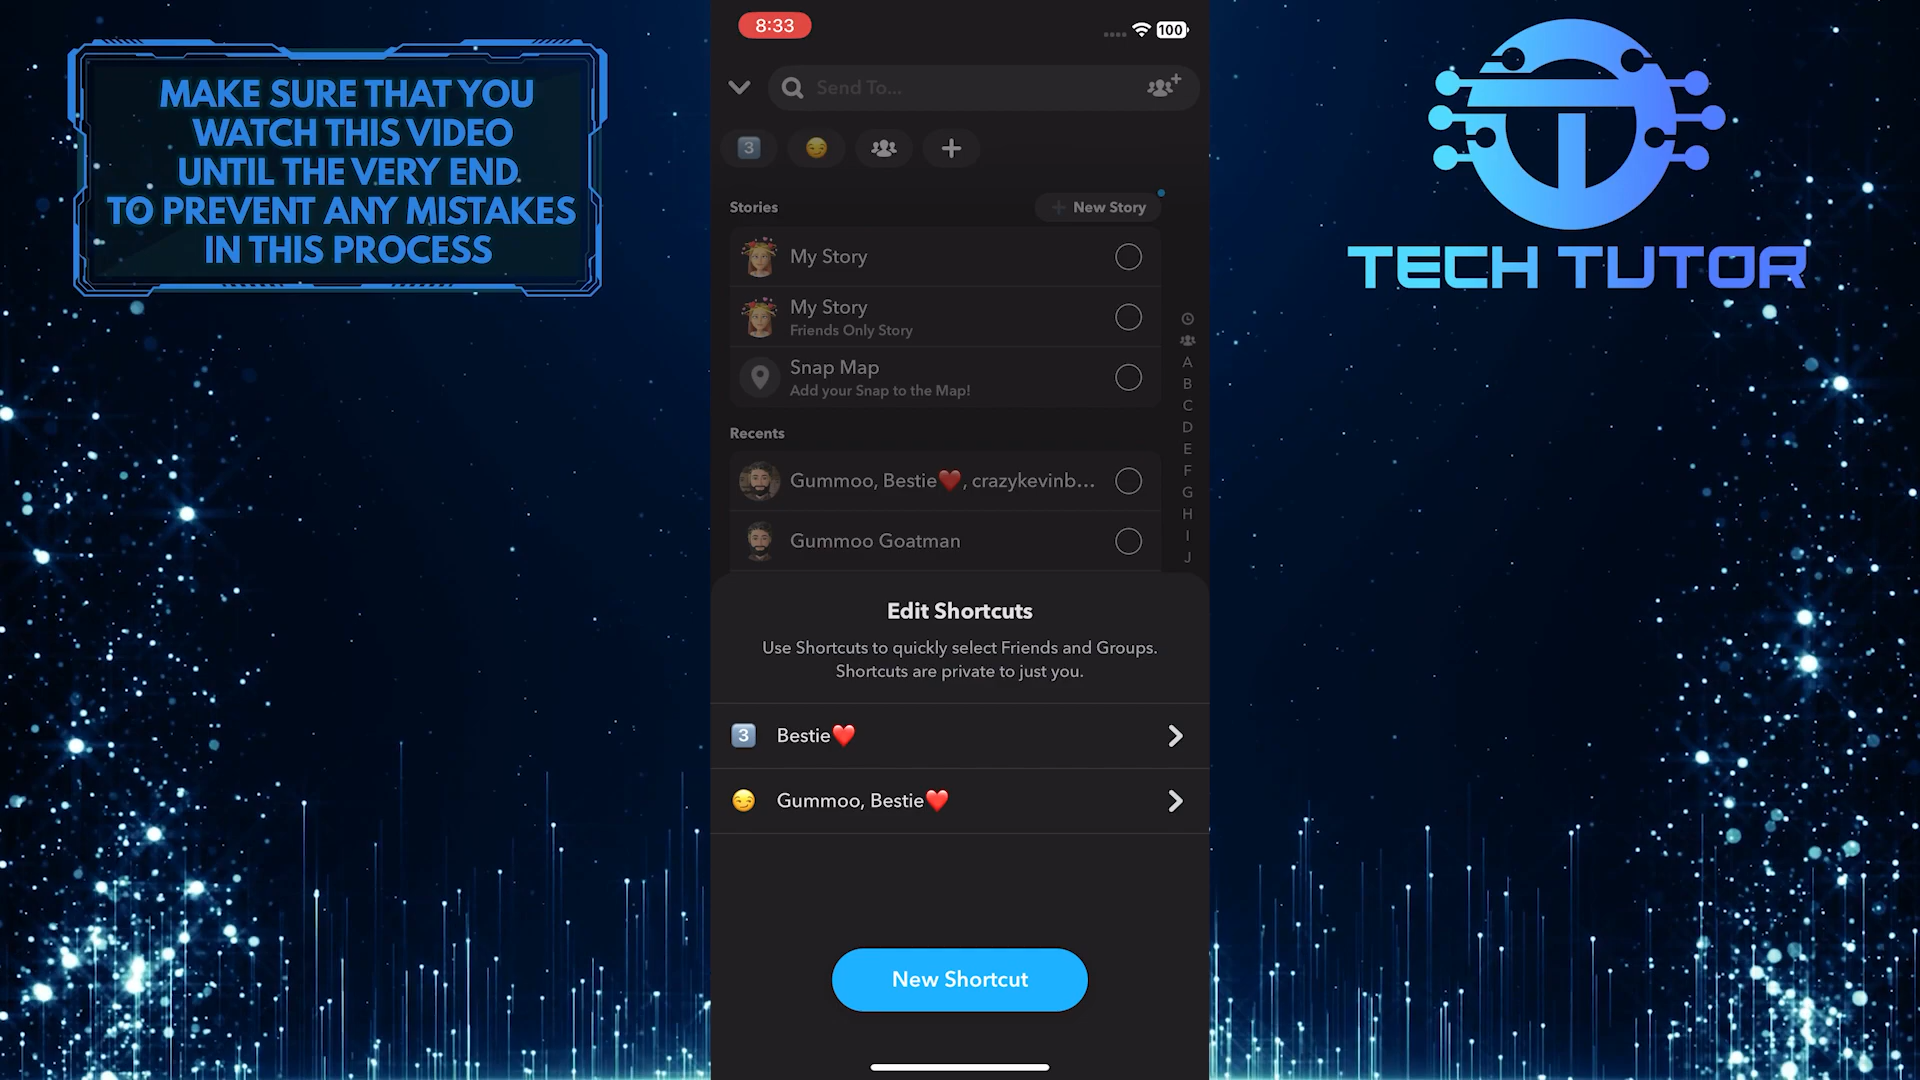 MAKE SURE THAT YOU
WATCH THIS VIDEO
UNTIL THE VERY END
TO PREVENT ANY MISTAKES
IN THIS PROCESS
8:33
100
Send To...
3
Stories
+ New Story
My Story
My Story
Friends Only Story
Snap Map
Add your Snap to the Map!
Recents
Gummoo, Bestie❤️, crazykevinb...
Gummoo Goatman
A
B
C
D
E
F
G
H
I
J
Edit Shortcuts
Use Shortcuts to quickly select Friends and Groups.
Shortcuts are private to just you.
3 Bestie❤️
😏 Gummoo, Bestie❤️
New Shortcut
TECH TUTOR